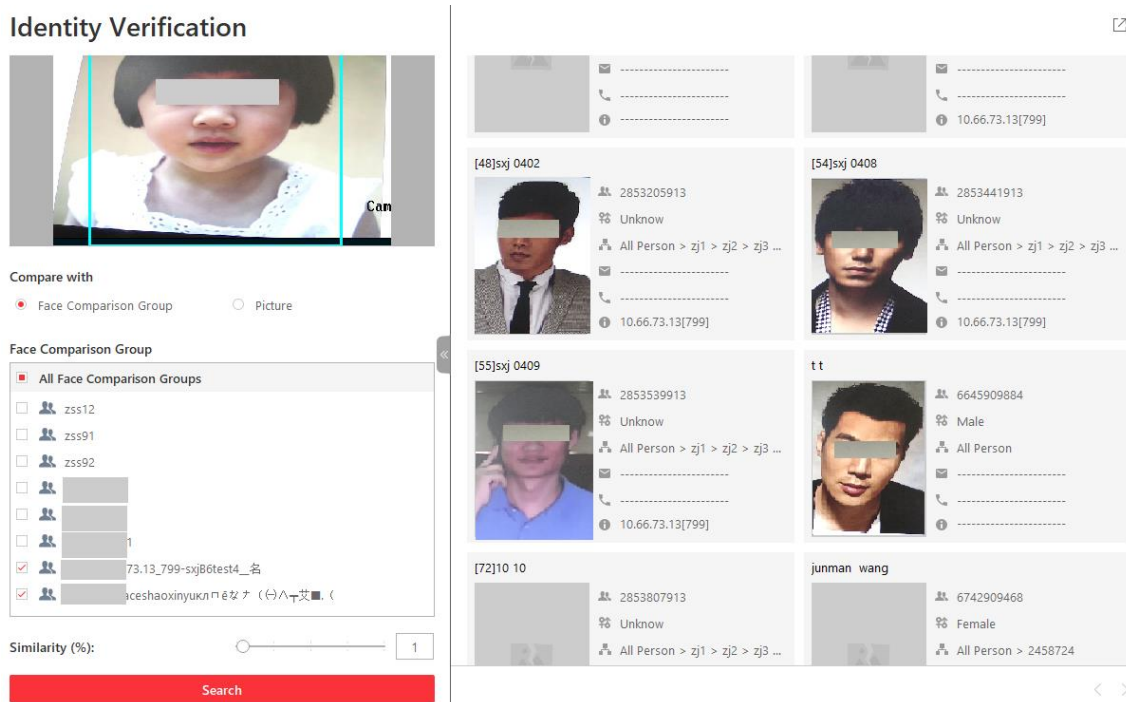 Identity Verification
Cam
Compare with
Face Comparison Group
Picture
Face Comparison Group
All Face Comparison Groups
zss12
zss91
zss92
1
73.13_799-sxjB6test4__名
Similarity (%):
1
Search
-----------------------
-----------------------
-----------------------
-----------------------
-----------------------
10.66.73.13[799]
[48]sxj 0402
2853205913
Unknow
All Person > zj1 > zj2 > zj3 ...
-----------------------
-----------------------
10.66.73.13[799]
[54]sxj 0408
2853441913
Unknow
All Person > zj1 > zj2 > zj3 ...
-----------------------
-----------------------
10.66.73.13[799]
[55]sxj 0409
2853539913
Unknow
All Person > zj1 > zj2 > zj3 ...
-----------------------
-----------------------
10.66.73.13[799]
t t
6645909884
Male
All Person
-----------------------
-----------------------
-----------------------
[72]10 10
2853807913
Unknow
All Person > zj1 > zj2 > zj3 ...
junman wang
6742909468
Female
All Person > 2458724